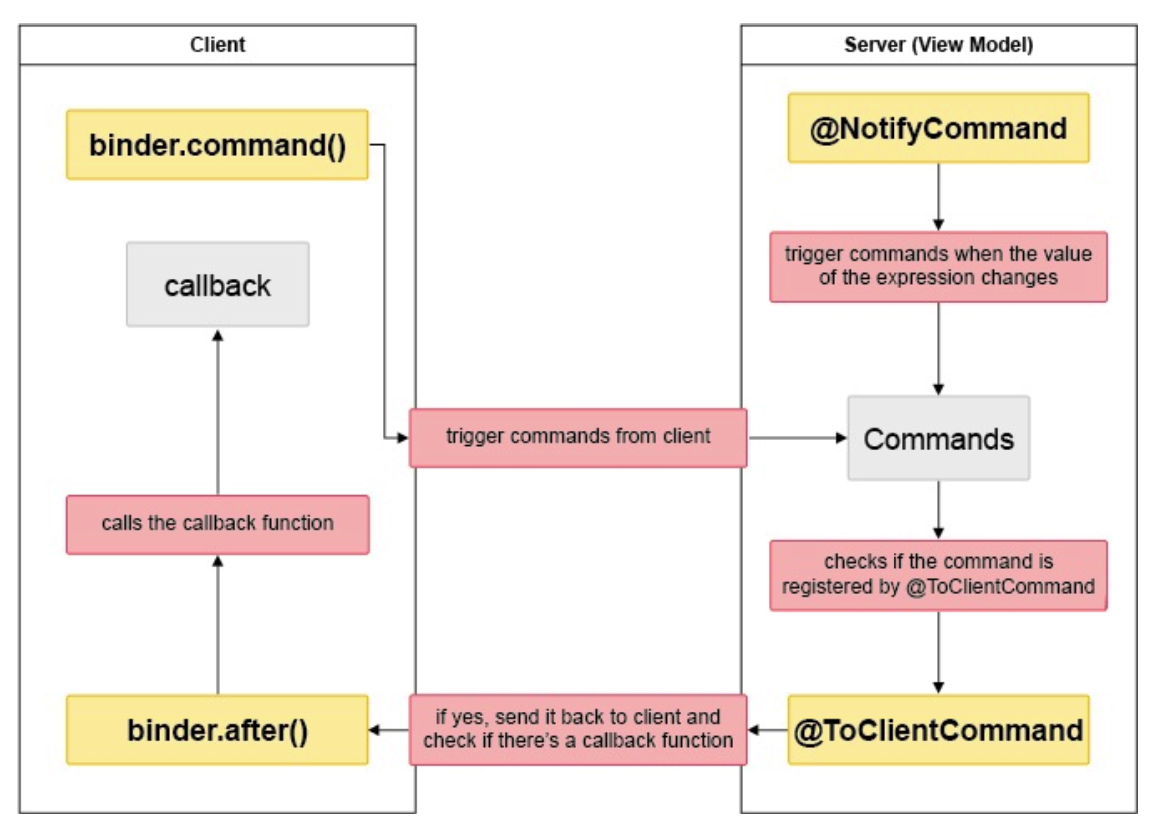 Client
binder.command()
callback
calls the callback function
binder.after()
trigger commands from client
if yes, send it back to client and
check if there's a callback function
Server (View Model)
@NotifyCommand
trigger commands when the value
of the expression changes
Commands
checks if the command is
registered by @ToClientCommand
@ToClientCommand